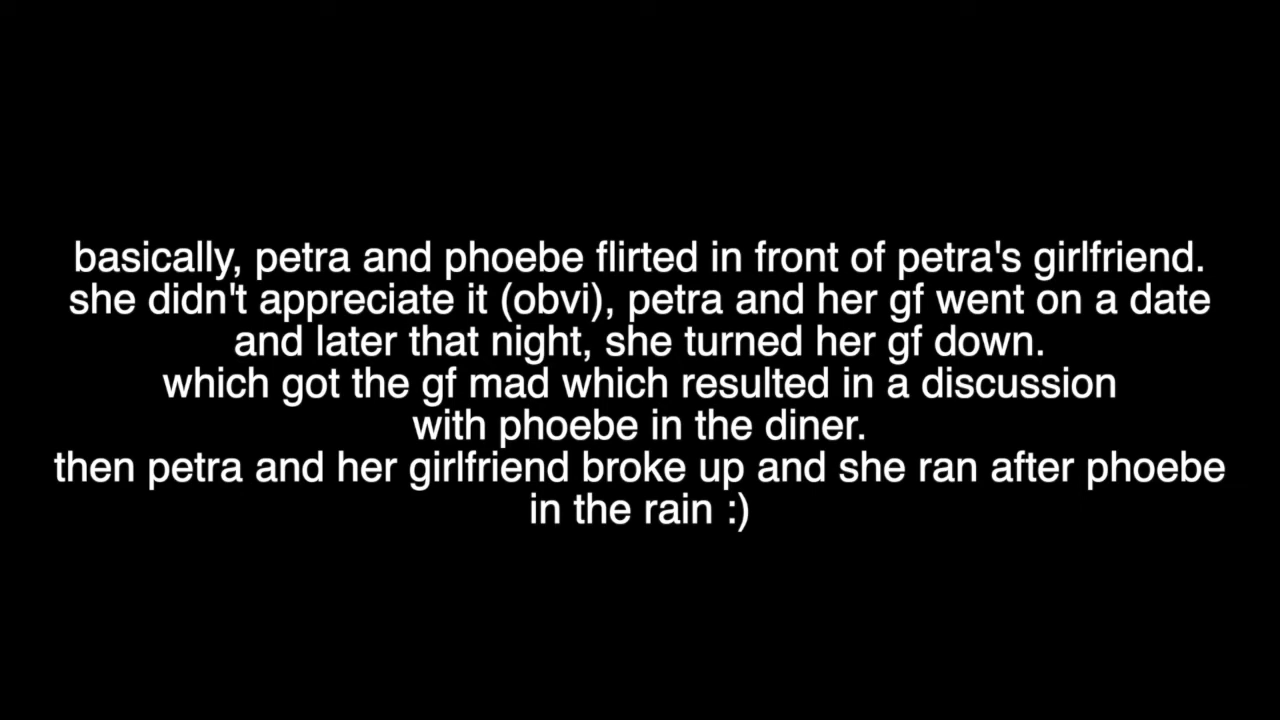 basically, petra and phoebe flirted in front of petra's girlfriend.
she didn't appreciate it (obvi), petra and her gf went on a date
and later that night, she turned her gf down.
which got the gf mad which resulted in a discussion
with phoebe in the diner.
then petra and her girlfriend broke up and she ran after phoebe
in the rain :)